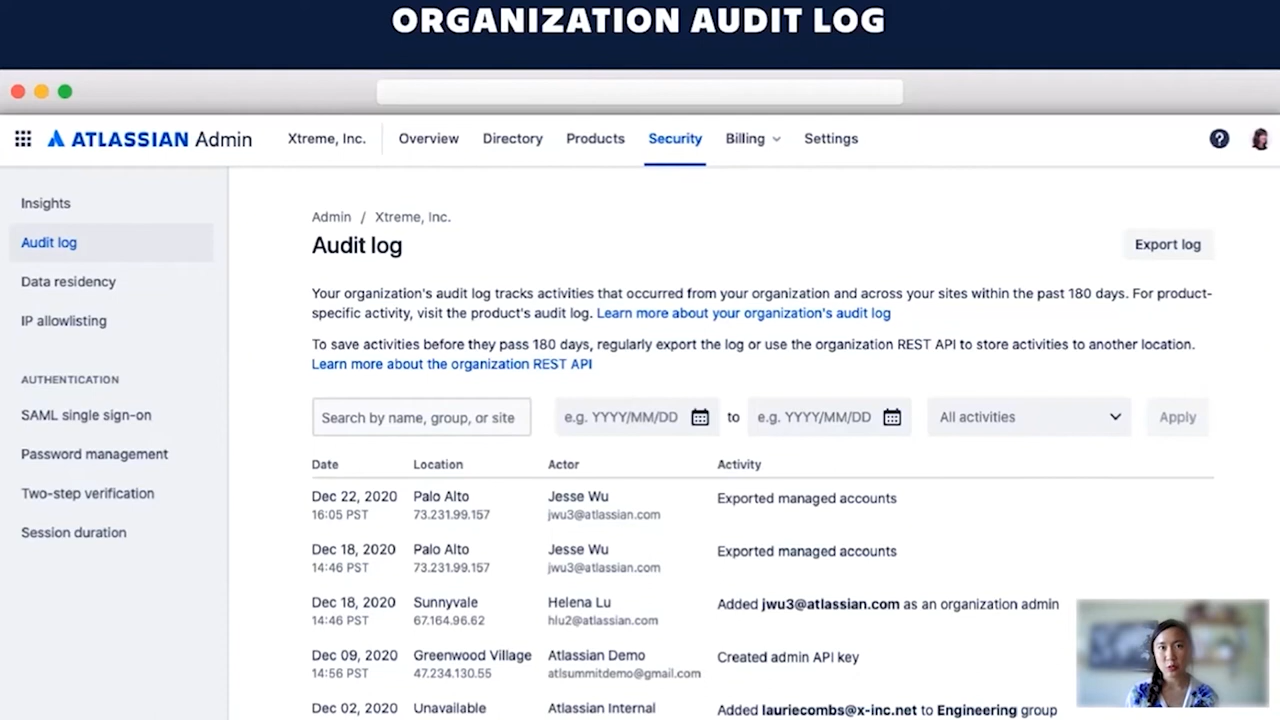 ORGANIZATION AUDIT LOG
ATLASSIAN Admin Xtreme, Inc. Overview Directory Products Security Billing Settings
Insights
Audit log
Data residency
IP allowlisting
AUTHENTICATION
SAML single sign-on
Password management
Two-step verification
Session duration
Admin / Xtreme, Inc.
Audit log
Export log
Your organization's audit log tracks activities that occurred from your organization and across your sites within the past 180 days. For product-
specific activity, visit the product's audit log. Learn more about your organization's audit log
To save activities before they pass 180 days, regularly export the log or use the organization REST API to store activities to another location.
Learn more about the organization REST API
Search by name, group, or site e.g. YYYY/MM/DD to e.g. YYYY/MM/DD All activities Apply
Date Location Actor Activity
Dec 22, 2020 Palo Alto Jesse Wu Exported managed accounts
16:05 PST 73.231.99.157 jwu3@atlassian.com
Dec 18, 2020 Palo Alto Jesse Wu Exported managed accounts
14:46 PST 73.231.99.157 jwu3@atlassian.com
Dec 18, 2020 Sunnyvale Helena Lu Added jwu3@atlassian.com as an organization admin
14:46 PST 67.164.96.62 hlu2@atlassian.com
Dec 09, 2020 Greenwood Village Atlassian Demo Created admin API key
14:56 PST 47.234.130.55 atlsummitdemo@gmail.com
Dec 02, 2020 Unavailable Atlassian Internal Added lauriecombs@x-inc.net to Engineering group